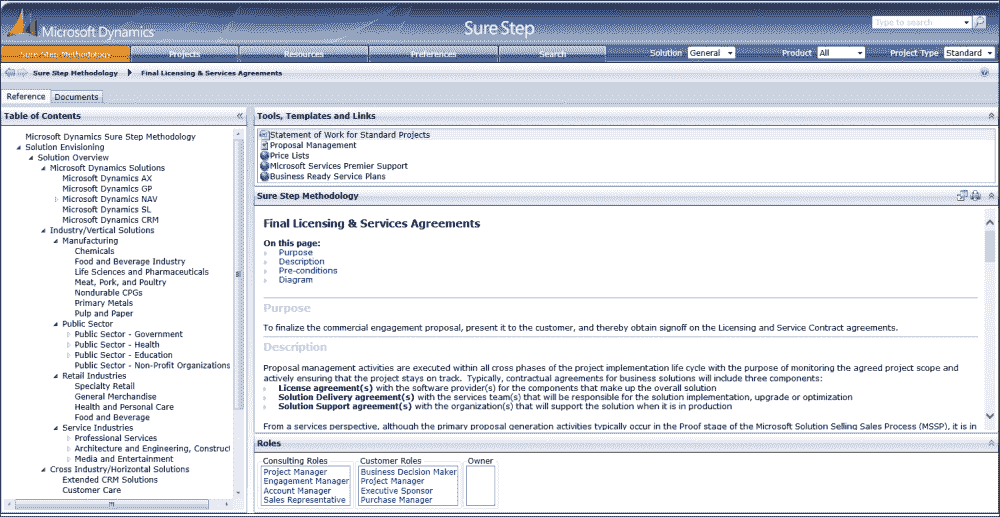 Microsoft Dynamics
Sure Step
Type to search
Sure Step Methodology
Projects
Resources
Preferences
Search
Solution General
Product All
Project Type Standard
Sure Step Methodology Final Licensing & Services Agreements
Reference Documents
Table of Contents
Microsoft Dynamics Sure Step Methodology
Solution Envisioning
Solution Overview
Microsoft Dynamics Solutions
Microsoft Dynamics AX
Microsoft Dynamics GP
Microsoft Dynamics NAV
Microsoft Dynamics SL
Microsoft Dynamics CRM
Industry/Vertical Solutions
Manufacturing
Chemicals
Food and Beverage Industry
Life Sciences and Pharmaceuticals
Meat, Pork, and Poultry
Nondurable CPGs
Primary Metals
Pulp and Paper
Public Sector
Public Sector - Government
Public Sector - Health
Public Sector - Education
Public Sector - Non-Profit Organizations
Retail Industries
Specialty Retail
General Merchandise
Health and Personal Care
Food and Beverage
Service Industries
Professional Services
Architecture and Engineering, Construct
Media and Entertainment
Cross Industry/Horizontal Solutions
Extended CRM Solutions
Customer Care
Tools, Templates and Links
Statement of Work for Standard Projects
Proposal Management
Price Lists
Microsoft Services Premier Support
Business Ready Service Plans
Sure Step Methodology
Final Licensing & Services Agreements
On this page:
Purpose
Description
Pre-conditions
Diagram
Purpose
To finalize the commercial engagement proposal, present it to the customer, and thereby obtain signoff on the Licensing and Service Contract agreements.
Description
Proposal management activities are executed within all cross phases of the project implementation life cycle with the purpose of monitoring the agreed project scope and
actively ensuring that the project stays on track. Typically, contractual agreements for business solutions will include three components:
License agreement(s) with the software provider(s) for the components that make up the overall solution
Solution Delivery agreement(s) with the services team(s) that will be responsible for the solution implementation, upgrade or optimization
Solution Support agreement(s) with the organization(s) that will support the solution when it is in production
From a services perspective, although the primary proposal generation activities typically occur in the Proof stage of the Microsoft Solution Selling Sales Process (MSSP), it is in
Roles
Consulting Roles
Project Manager
Engagement Manager
Account Manager
Sales Representative
Customer Roles
Business Decision Maker
Project Manager
Executive Sponsor
Purchase Manager
Owner